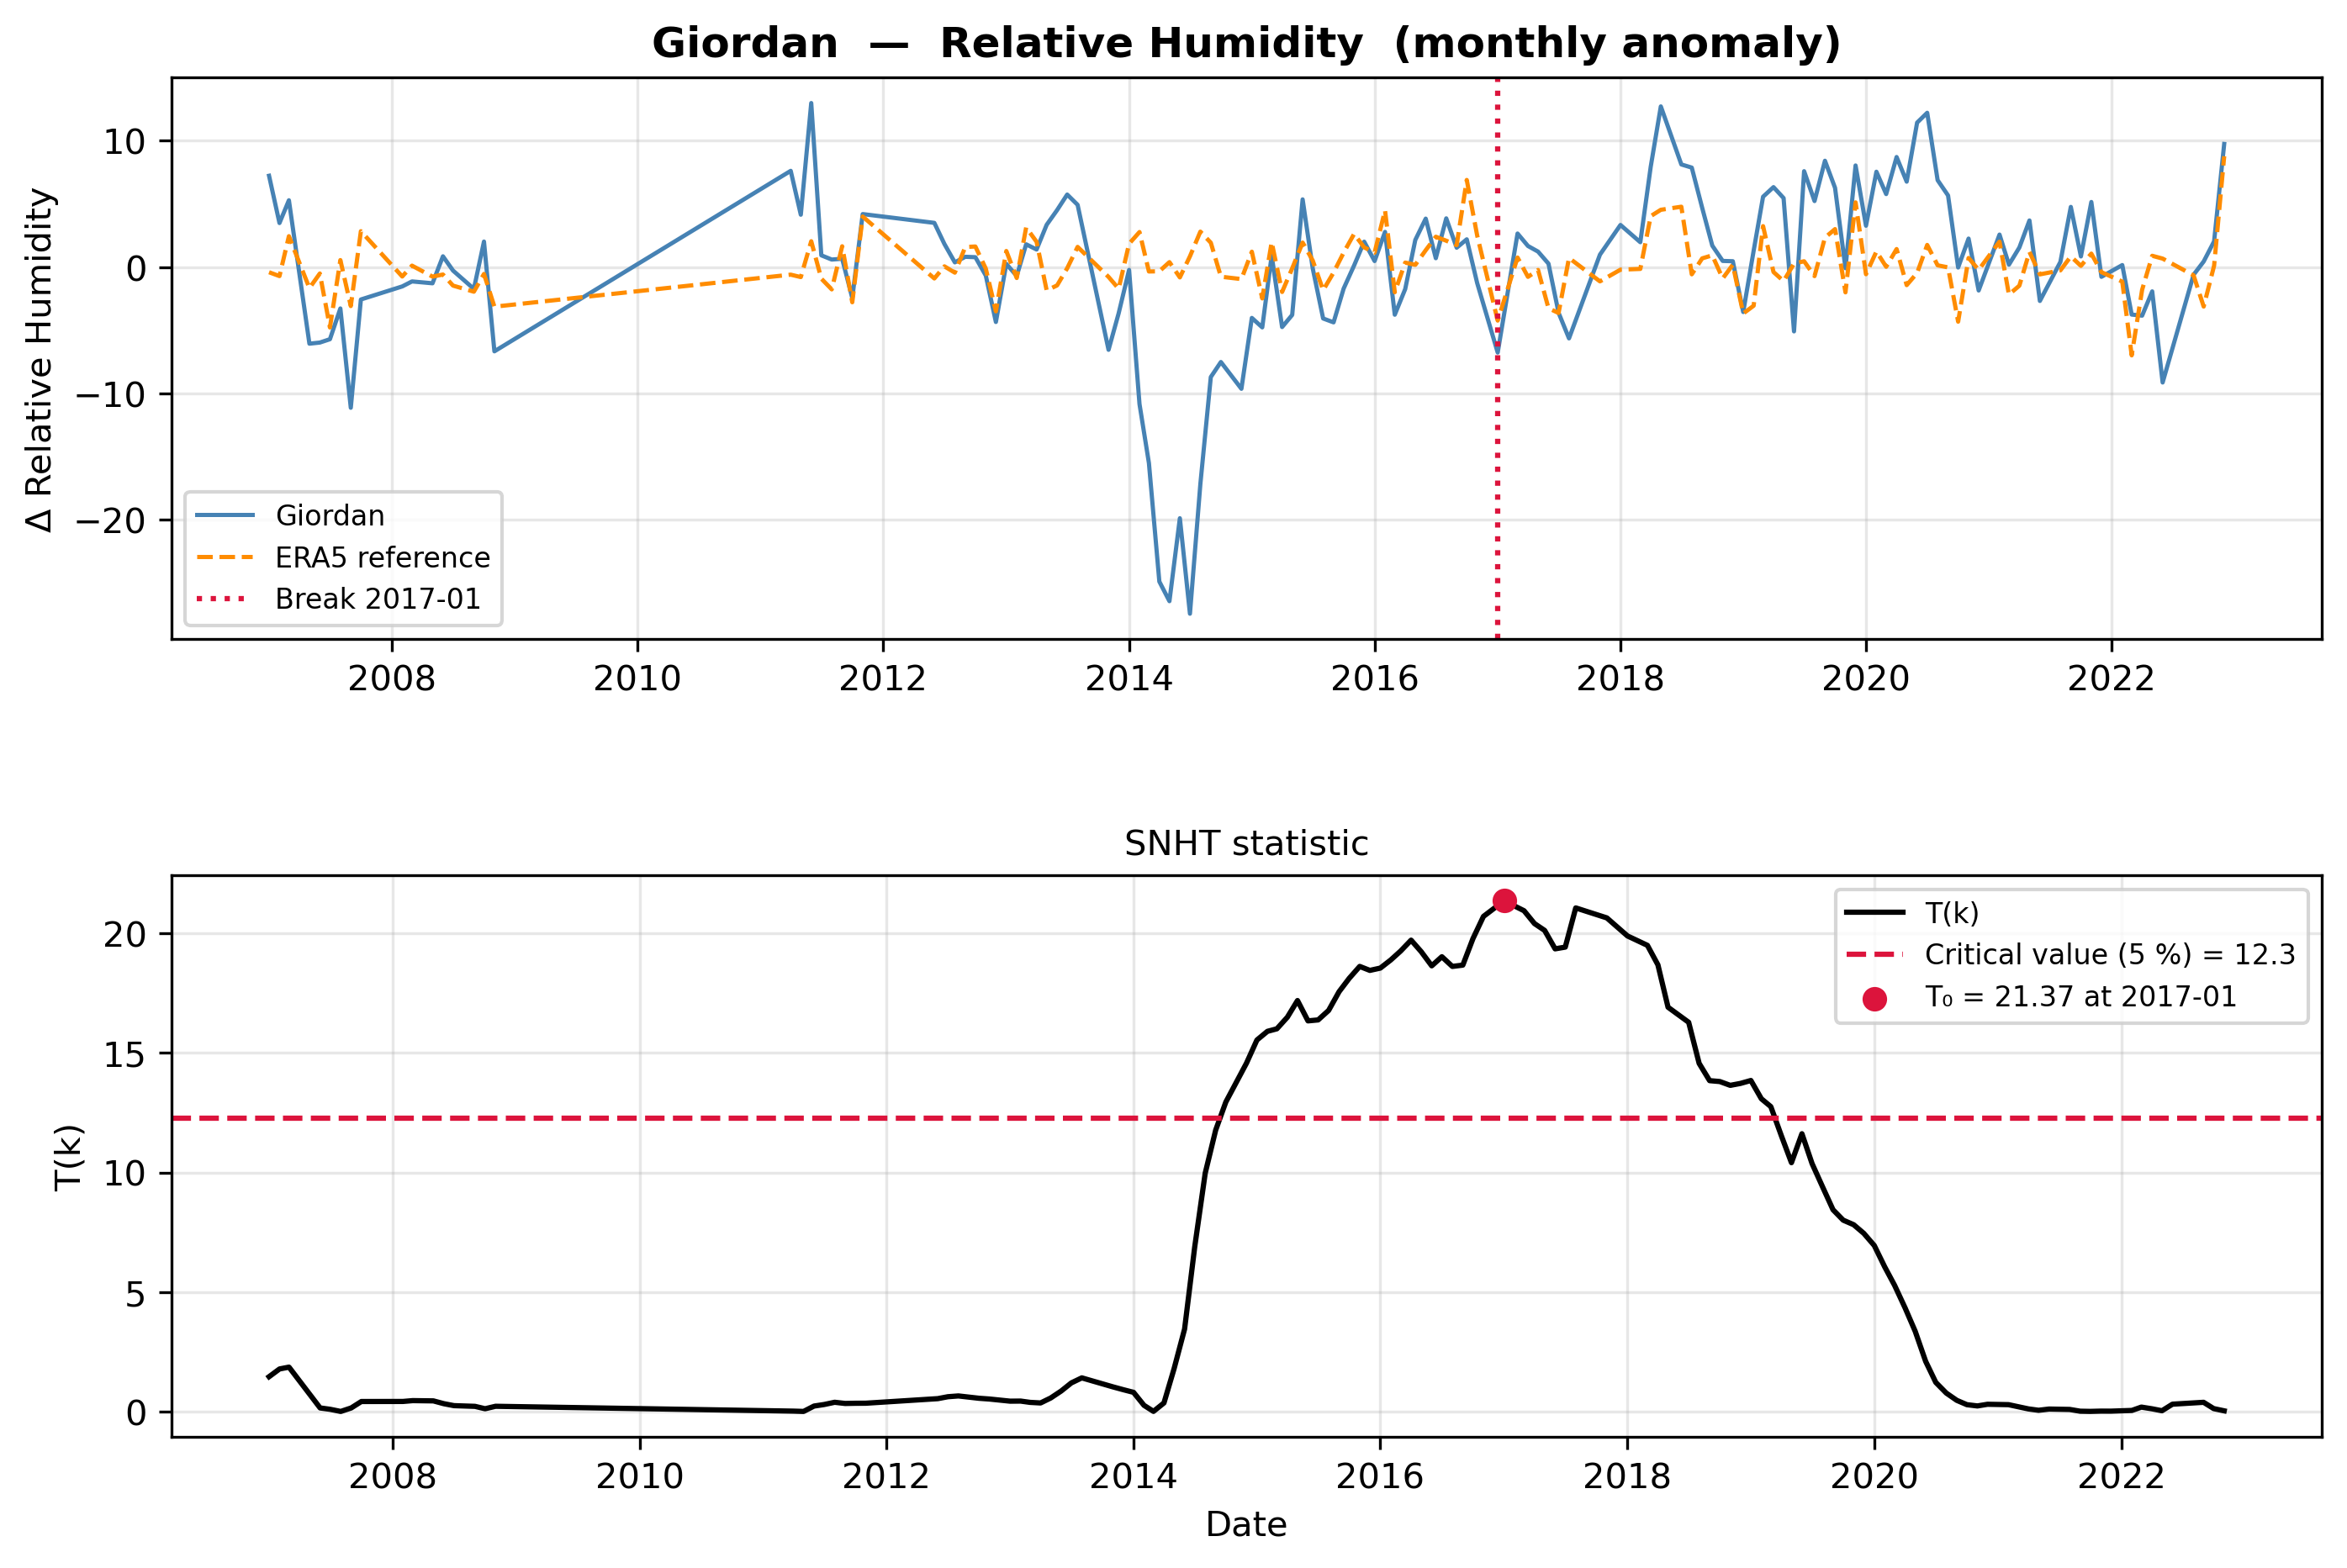 Giordan — Relative Humidity (monthly anomaly)
Δ Relative Humidity
10
0
−10
−20
Giordan
ERA5 reference
Break 2017-01
2008 2010 2012 2014 2016 2018 2020 2022
SNHT statistic
T(k)
20
15
10
5
0
T(k)
Critical value (5 %) = 12.3
T₀ = 21.37 at 2017-01
2008 2010 2012 2014 2016 2018 2020 2022
Date